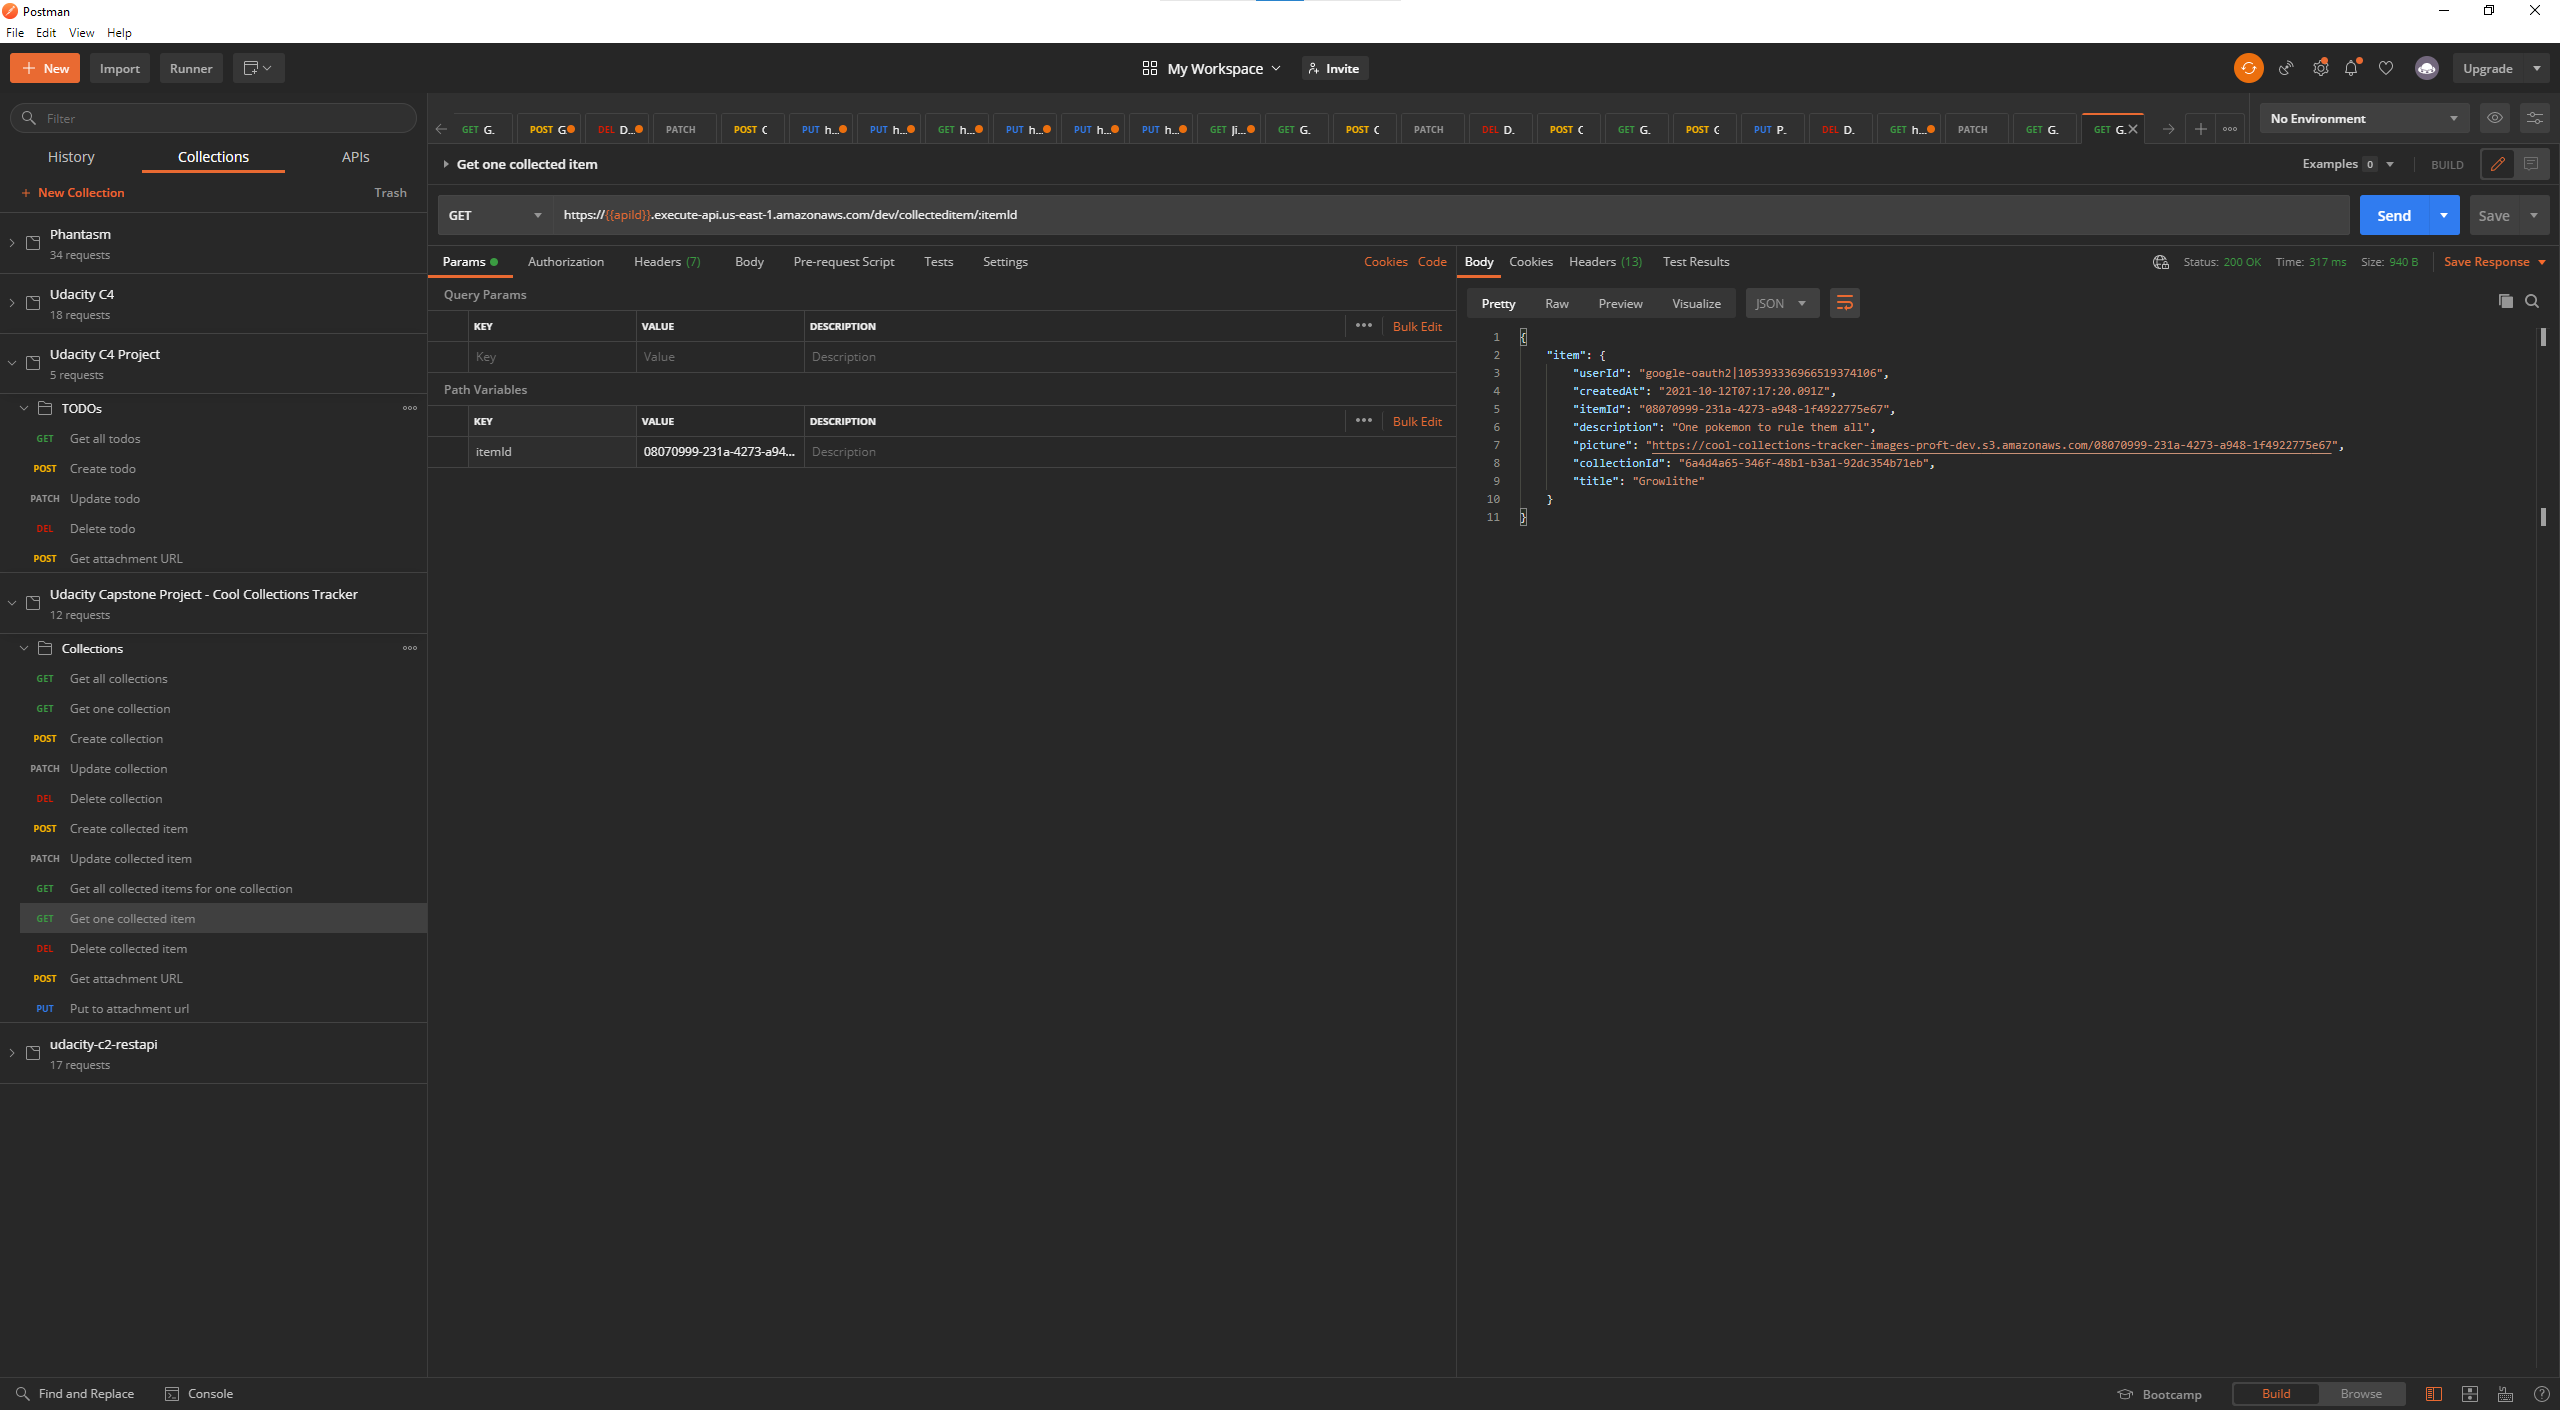 Postman
File Edit View Help
New Import Runner My Workspace Invite Upgrade
Filter
History Collections APIs
New Collection Trash
Phantasm
34 requests
Udacity C4
18 requests
Udacity C4 Project
5 requests
TODOs
GET Get all todos
POST Create todo
PATCH Update todo
DEL Delete todo
POST Get attachment URL
Udacity Capstone Project - Cool Collections Tracker
12 requests
Collections
GET Get all collections
GET Get one collection
POST Create collection
PATCH Update collection
DEL Delete collection
POST Create collected item
PATCH Update collected item
GET Get all collected items for one collection
GET Get one collected item
DEL Delete collected item
POST Get attachment URL
PUT Put to attachment url
udacity-c2-restapi
17 requests
GET G. POST G DEL D... PATCH POST C PUT h... PUT h... GET h... PUT h... PUT h... PUT h... GET Ji... GET G. POST C PATCH DEL D. POST C GET G. POST G PUT P. DEL D. GET h... PATCH GET G. GET G. No Environment
Get one collected item Examples 0 BUILD
GET https://{{apiId}}.execute-api.us-east-1.amazonaws.com/dev/collecteditem/:itemId Send Save
Params Authorization Headers (7) Body Pre-request Script Tests Settings Cookies Code
Query Params
KEY VALUE DESCRIPTION Bulk Edit
Key Value Description
Path Variables
KEY VALUE DESCRIPTION Bulk Edit
itemId 08070999-231a-4273-a94... Description
Body Cookies Headers (13) Test Results Status: 200 OK Time: 317 ms Size: 940 B Save Response
Pretty Raw Preview Visualize JSON
1 {
2 "item": {
3 "userId": "google-oauth2|105393336966519374106",
4 "createdAt": "2021-10-12T07:17:20.091Z",
5 "itemId": "08070999-231a-4273-a948-1f4922775e67",
6 "description": "One pokemon to rule them all",
7 "picture": "https://cool-collections-tracker-images-proft-dev.s3.amazonaws.com/08070999-231a-4273-a948-1f4922775e67",
8 "collectionId": "6a4d4a65-346f-48b1-b3a1-92dc354b71eb",
9 "title": "Growlithe"
10 }
11 }
Find and Replace Console Bootcamp Build Browse